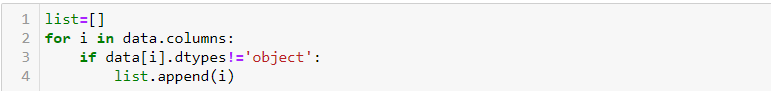 1 list=[]
2 for i in data.columns:
3     if data[i].dtypes!='object':
4         list.append(i)